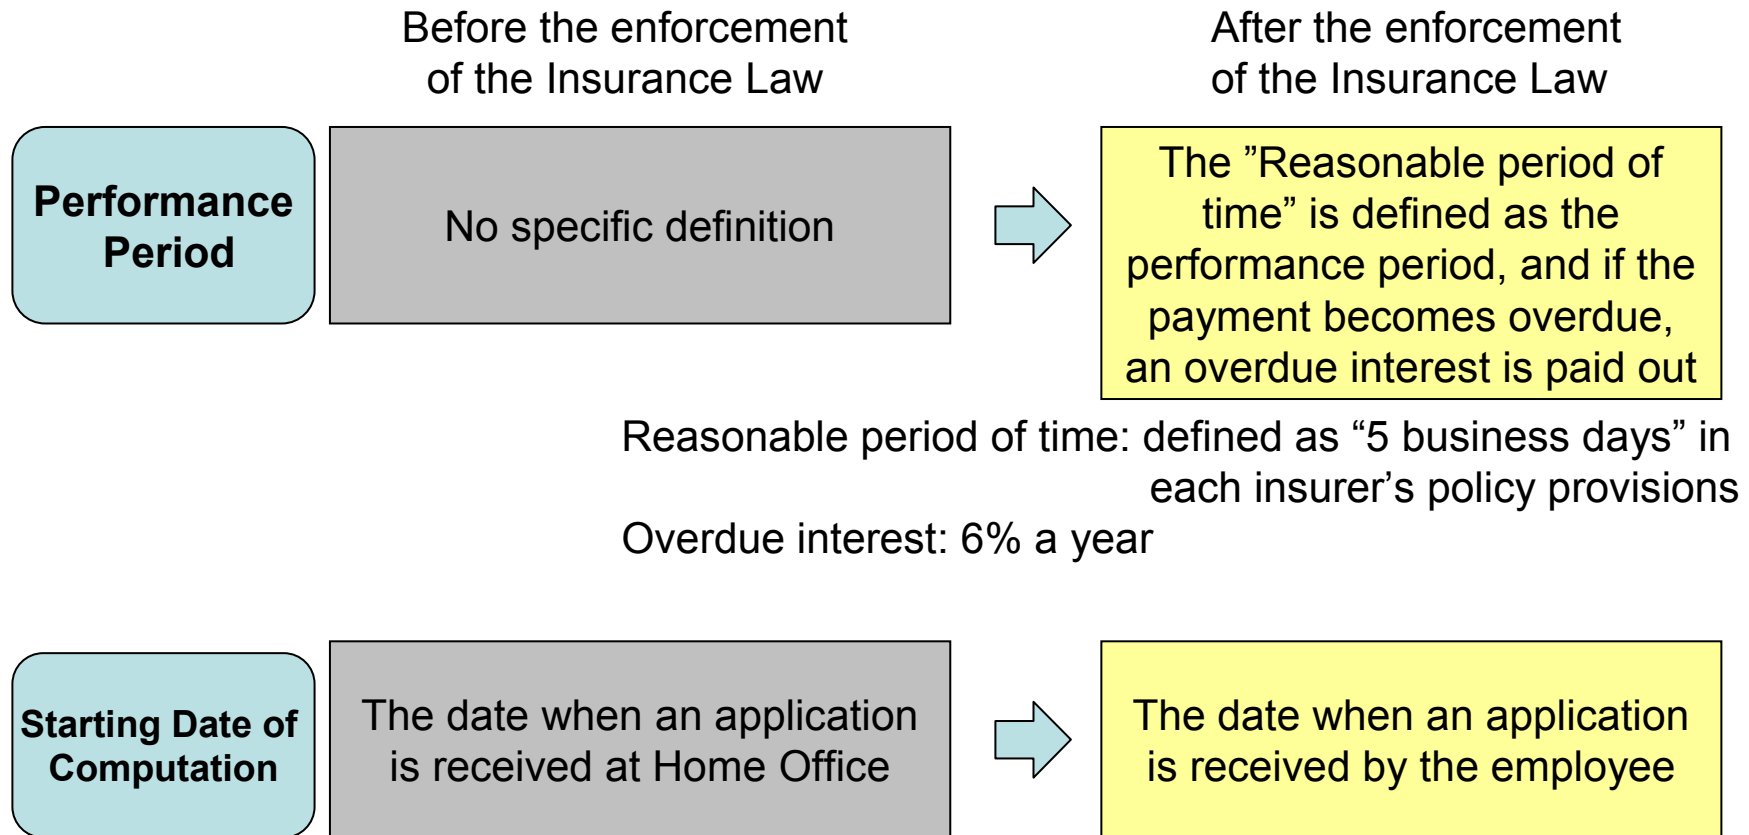 Before the enforcement
of the Insurance Law
After the enforcement
of the Insurance Law
Performance
Period
No specific definition
The ”Reasonable period of
time” is defined as the
performance period, and if the
payment becomes overdue,
an overdue interest is paid out
Reasonable period of time: defined as “5 business days” in
each insurer’s policy provisions
Overdue interest: 6% a year
Starting Date of
Computation
The date when an application
is received at Home Office
The date when an application
is received by the employee